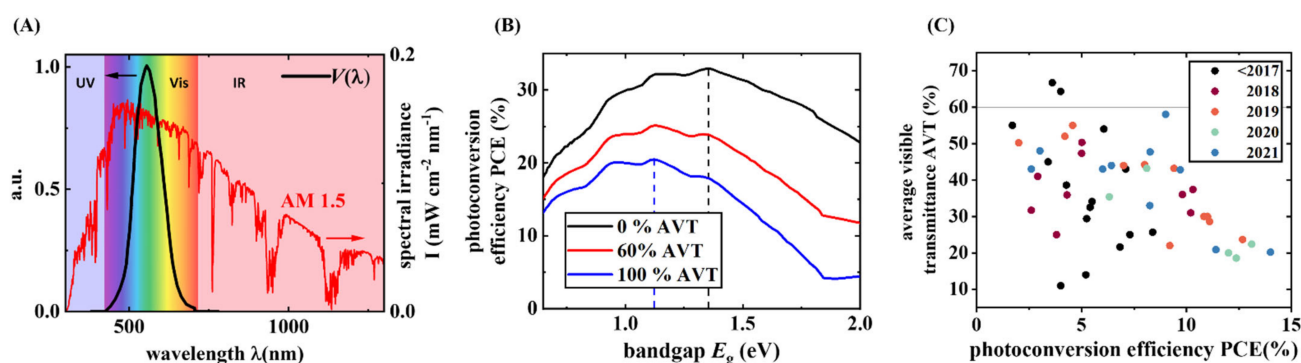 (A)
UV
Vis
IR
V(λ)
AM 1.5
1.0
0.5
0.0
a.u.
500
1000
wavelength λ(nm)
0.2
0.0
spectral irradiance
I (mW cm⁻² nm⁻¹)
(B)
photoconversion
efficiency PCE (%)
30
20
10
0
0 % AVT
60% AVT
100 % AVT
1.0
1.5
2.0
bandgap E_g (eV)
(C)
average visible
transmittance AVT (%)
70
60
50
40
30
20
10
<2017
2018
2019
2020
2021
0
5
10
15
photoconversion efficiency PCE(%)